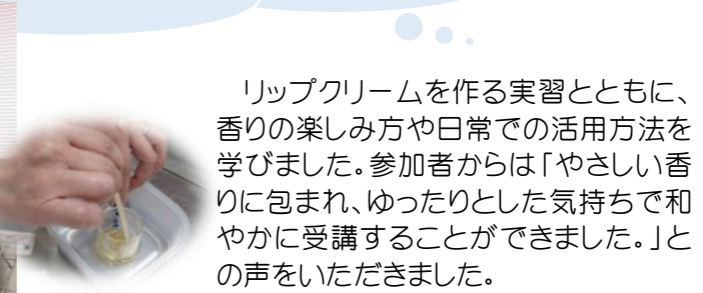 リップクリームを作る実習とともに、
香りの楽しみ方や日常での活用方法を
学びました。参加者からは「やさしい香
りに包まれ、ゆったりとした気持ちで和
やかに受講することができました。」と
の声をいただきました。